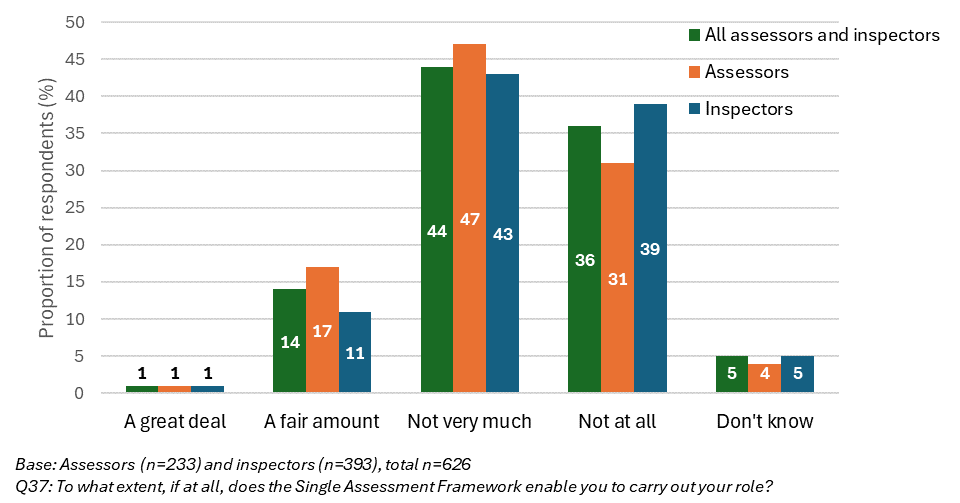 50
45
40
35
30
25
20
15
10
5
0
Proportion of respondents (%)
All assessors and inspectors
Assessors
Inspectors
1 1 1
14 17 11
44 47 43
36 31 39
5 4 5
A great deal
A fair amount
Not very much
Not at all
Don't know
Base: Assessors (n=233) and inspectors (n=393), total n=626
Q37: To what extent, if at all, does the Single Assessment Framework enable you to carry out your role?